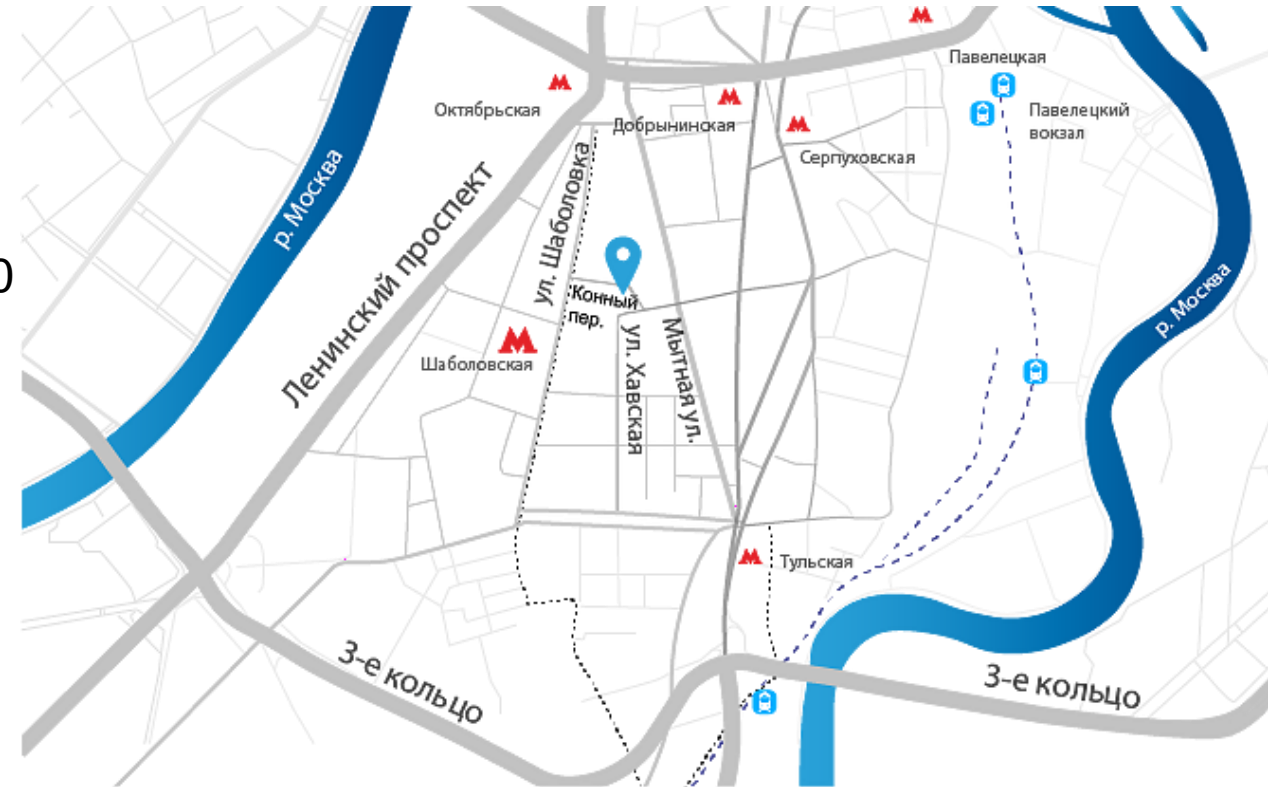 Павелецкая
Октябрьская
Добрынинская
Павелецкий
вокзал
Серпуховская
р. Москва
Ленинский проспект
ул. Шаболовка
0
Конный
пер.
р. Москва
Шаболовская
ул. Хавская
Мытная ул.
Тульская
3-е кольцо
3-е кольцо